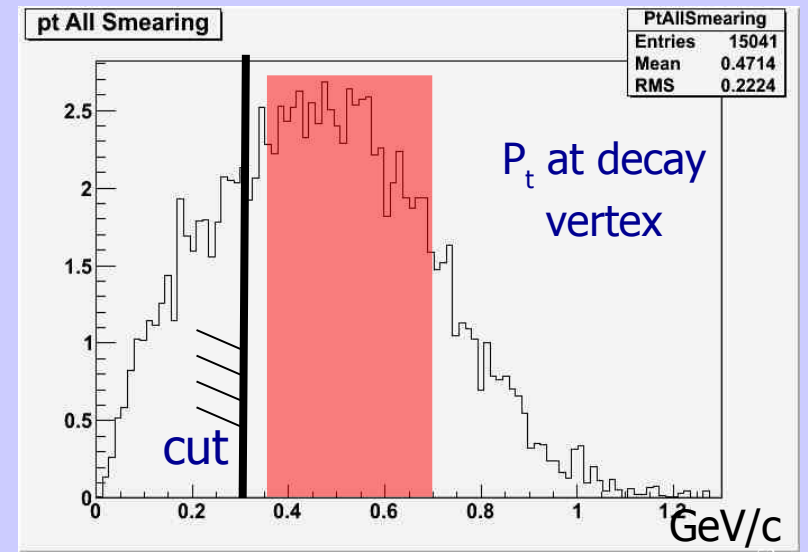 pt All Smearing
PtAllSmearing
Entries 15041
Mean 0.4714
RMS 0.2224
P_t at decay
vertex
cut
2.5
2
1.5
1
0.5
0
0 0.2 0.4 0.6 0.8 1 1.2
GeV/c